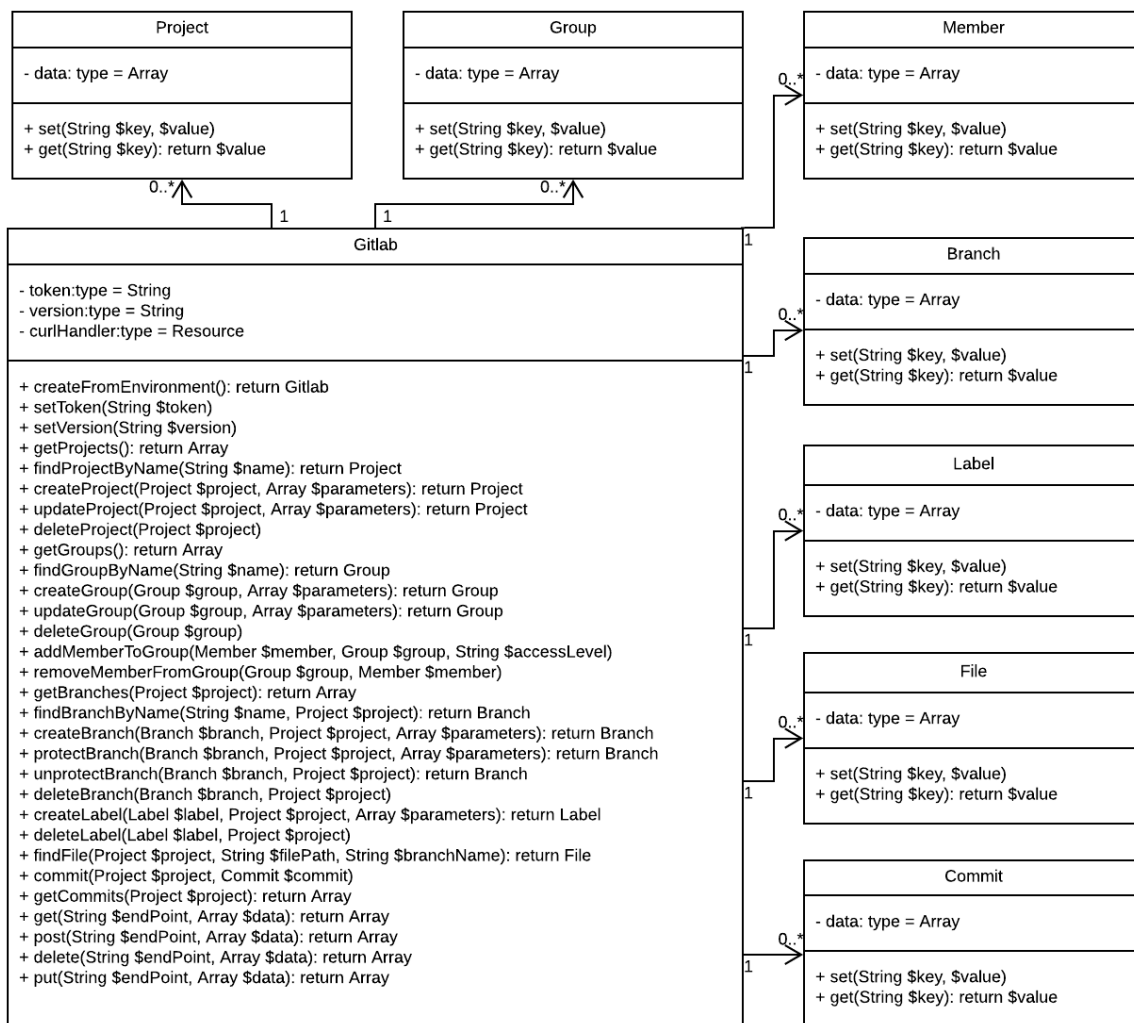 Project
- data: type = Array
+ set(String $key, $value)
+ get(String $key): return $value
0..*
1
Group
- data: type = Array
+ set(String $key, $value)
+ get(String $key): return $value
0..*
1
Member
- data: type = Array
+ set(String $key, $value)
+ get(String $key): return $value
0..*
1
Gitlab
- token:type = String
- version:type = String
- curlHandler:type = Resource
+ createFromEnvironment(): return Gitlab
+ setToken(String $token)
+ setVersion(String $version)
+ getProjects(): return Array
+ findProjectByName(String $name): return Project
+ createProject(Project $project, Array $parameters): return Project
+ updateProject(Project $project, Array $parameters): return Project
+ deleteProject(Project $project)
+ getGroups(): return Array
+ findGroupByName(String $name): return Group
+ createGroup(Group $group, Array $parameters): return Group
+ updateGroup(Group $group, Array $parameters): return Group
+ deleteGroup(Group $group)
+ addMemberToGroup(Member $member, Group $group, String $accessLevel)
+ removeMemberFromGroup(Group $group, Member $member)
+ getBranches(Project $project): return Array
+ findBranchByName(String $name, Project $project): return Branch
+ createBranch(Branch $branch, Project $project, Array $parameters): return Branch
+ protectBranch(Branch $branch, Project $project, Array $parameters): return Branch
+ unprotectBranch(Branch $branch, Project $project): return Branch
+ deleteBranch(Branch $branch, Project $project)
+ createLabel(Label $label, Project $project, Array $parameters): return Label
+ deleteLabel(Label $label, Project $project)
+ findFile(Project $project, String $filePath, String $branchName): return File
+ commit(Project $project, Commit $commit)
+ getCommits(Project $project): return Array
+ get(String $endPoint, Array $data): return Array
+ post(String $endPoint, Array $data): return Array
+ delete(String $endPoint, Array $data): return Array
+ put(String $endPoint, Array $data): return Array
Branch
- data: type = Array
+ set(String $key, $value)
+ get(String $key): return $value
0..*
1
Label
- data: type = Array
+ set(String $key, $value)
+ get(String $key): return $value
0..*
1
File
- data: type = Array
+ set(String $key, $value)
+ get(String $key): return $value
0..*
1
Commit
- data: type = Array
+ set(String $key, $value)
+ get(String $key): return $value
0..*
1